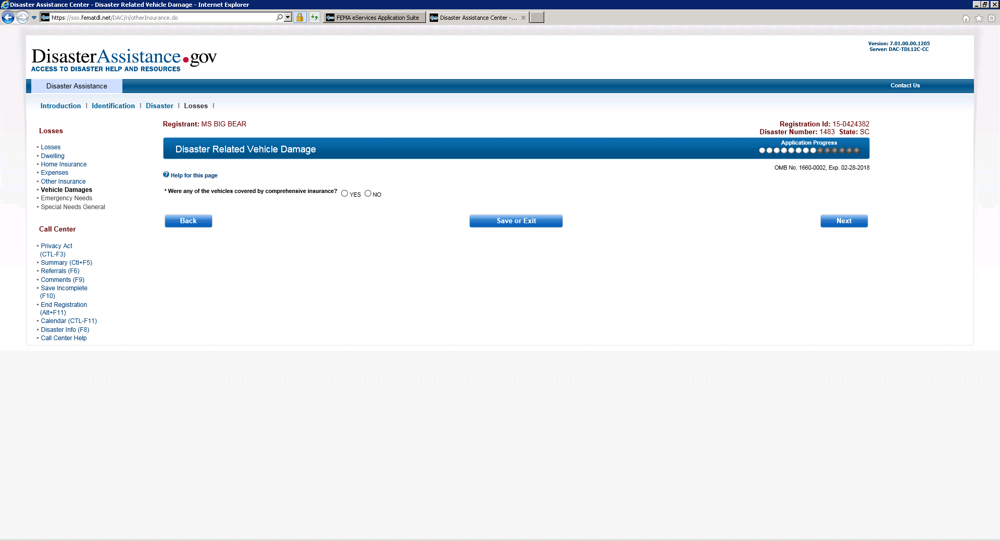 Disaster Assistance Center - Disaster Related Vehicle Damage - Internet Explorer
https://sso.fematdl.net/DAC/ri/otherInsurance.do
FEMA eServices Application Suite
Disaster Assistance Center -...
Version: 7.01.00.00.1205
Server: DAC-TDL12C-CC
DisasterAssistance.gov
ACCESS TO DISASTER HELP AND RESOURCES
Disaster Assistance
Contact Us
Introduction | Identification | Disaster | Losses |
Registrant: MS BIG BEAR
Registration Id: 15-0424382
Disaster Number: 1483 State: SC
Losses
• Losses
• Dwelling
• Home Insurance
• Expenses
• Other Insurance
• Vehicle Damages
• Emergency Needs
• Special Needs General
Call Center
• Privacy Act
(CTL-F3)
• Summary (Ctl+F5)
• Referrals (F6)
• Comments (F9)
• Save Incomplete
(F10)
• End Registration
(Alt+F11)
• Calendar (CTL-F11)
• Disaster Info (F8)
• Call Center Help
Disaster Related Vehicle Damage
Application Progress
OMB No. 1660-0002, Exp. 02-28-2018
? Help for this page
* Were any of the vehicles covered by comprehensive insurance? YES NO
Back
Save or Exit
Next